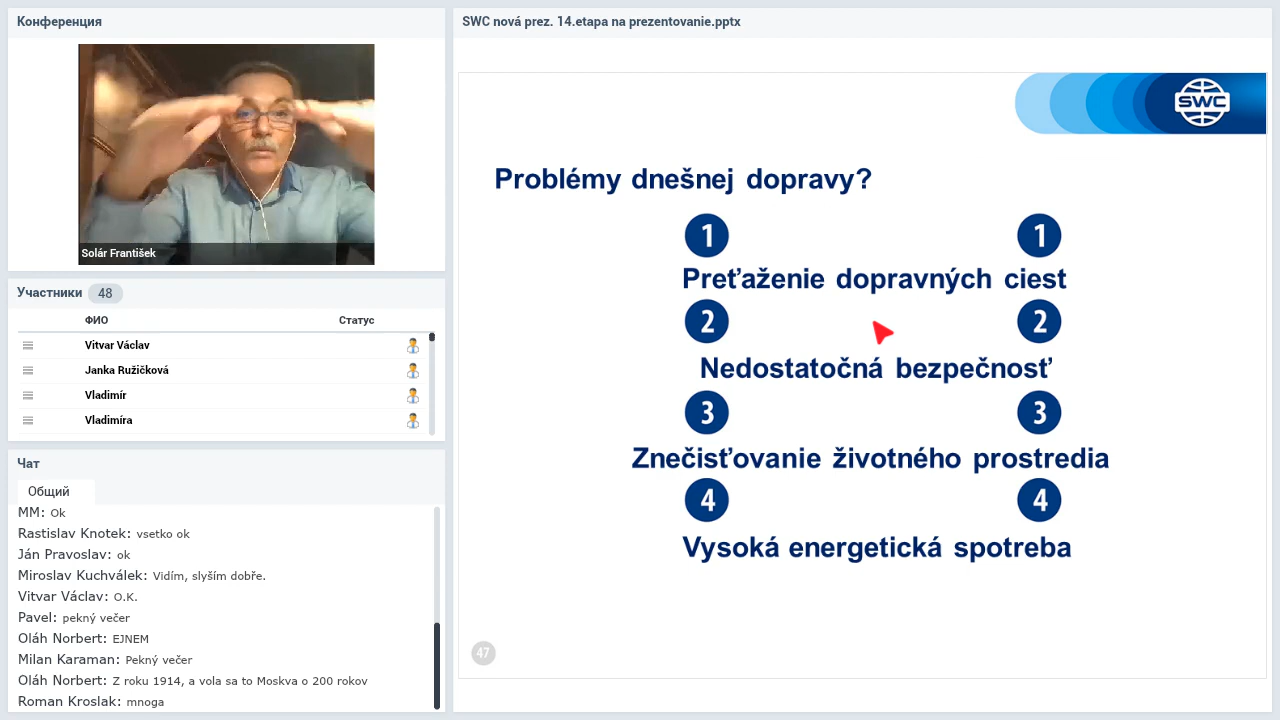 Конференция
Solár František
Участники 48
ФИО Статус
Vitvar Václav
Janka Ružičková
Vladimír
Vladimíra
Чат
Общий
MM: Ok
Rastislav Knotek: vsetko ok
Ján Pravoslav: ok
Miroslav Kuchválek: Vidím, slyším dobře.
Vitvar Václav: O.K.
Pavel: pekný večer
Oláh Norbert: EJNEM
Milan Karaman: Pekný večer
Oláh Norbert: Z roku 1914, a vola sa to Moskva o 200 rokov
Roman Kroslak: mnoga
SWC nová prez. 14.etapa na prezentovanie.pptx
SWC
Problémy dnešnej dopravy?
1 1
Preťaženie dopravných ciest
2 2
Nedostatočná bezpečnosť
3 3
Znečisťovanie životného prostredia
4 4
Vysoká energetická spotreba
47